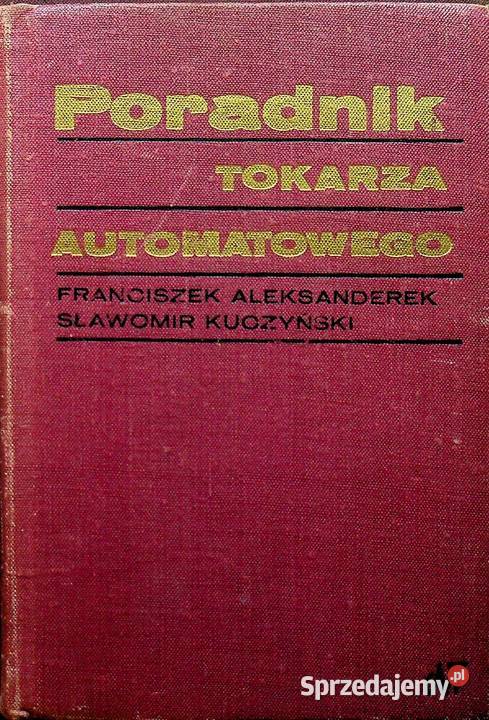 Poradnik
TOKARZA
AUTOMATOWEGO
FRANCISZEK ALEKSANDEREK
SŁAWOMIR KUCZYŃSKI
Sprzedajemy.pl